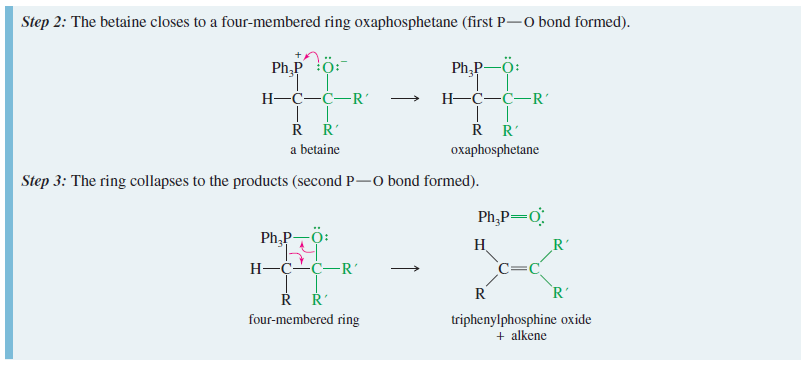 Step 2: The betaine closes to a four-membered ring oxaphosphetane (first P—O bond formed).
Ph₃P⁺ :Ö:⁻
H—C—C—R′
R R′
a betaine
Ph₃P—Ö:
H—C—C—R′
R R′
oxaphosphetane
Step 3: The ring collapses to the products (second P—O bond formed).
Ph₃P—Ö:
H—C—C—R′
R R′
four-membered ring
Ph₃P=O:
H R′
C=C
R R′
triphenylphosphine oxide
+ alkene